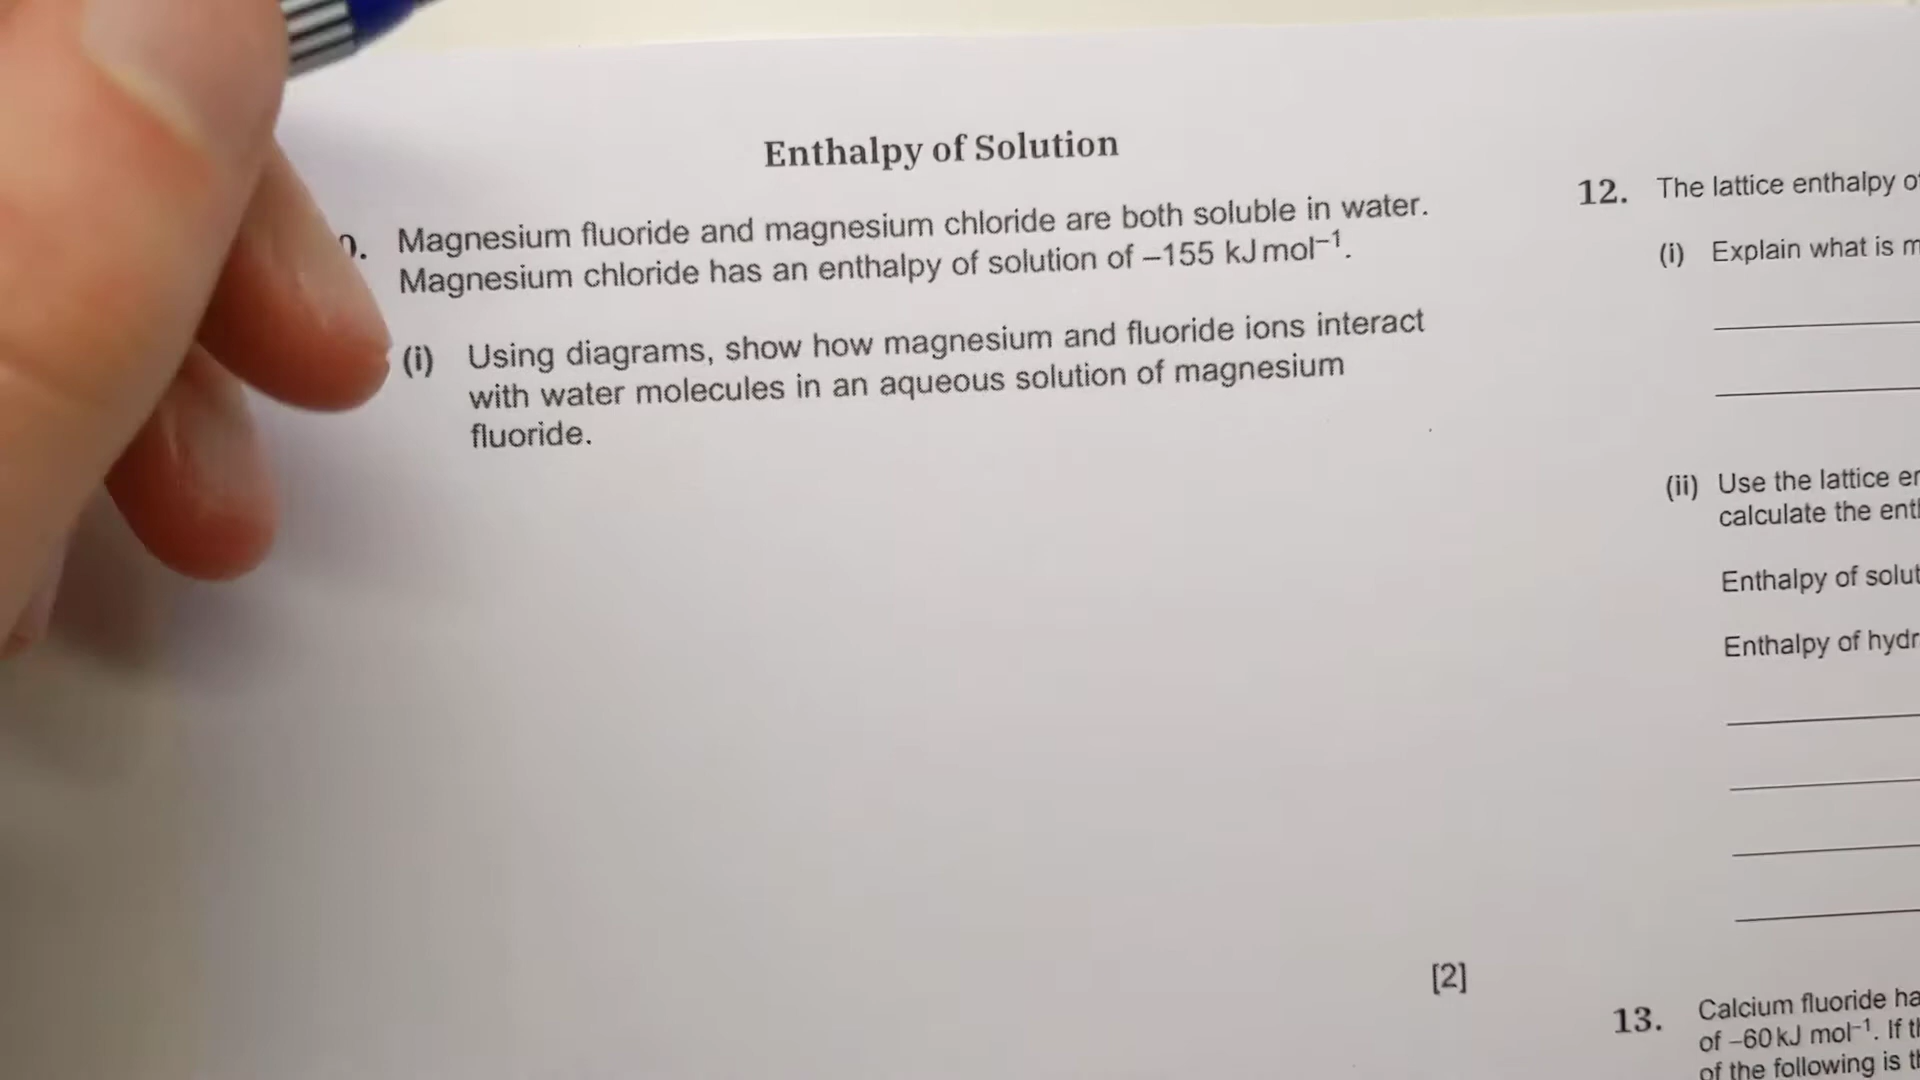 Enthalpy of Solution
Magnesium fluoride and magnesium chloride are both soluble in water.
Magnesium chloride has an enthalpy of solution of –155 kJ mol⁻¹.
(i) Using diagrams, show how magnesium and fluoride ions interact
with water molecules in an aqueous solution of magnesium
fluoride.
[2]
12. The lattice enthalpy
(i) Explain what is
(ii) Use the lattice
calculate the
Enthalpy of
Enthalpy of
13. Calcium fluoride
of –60 kJ mol⁻¹. If
of the following is